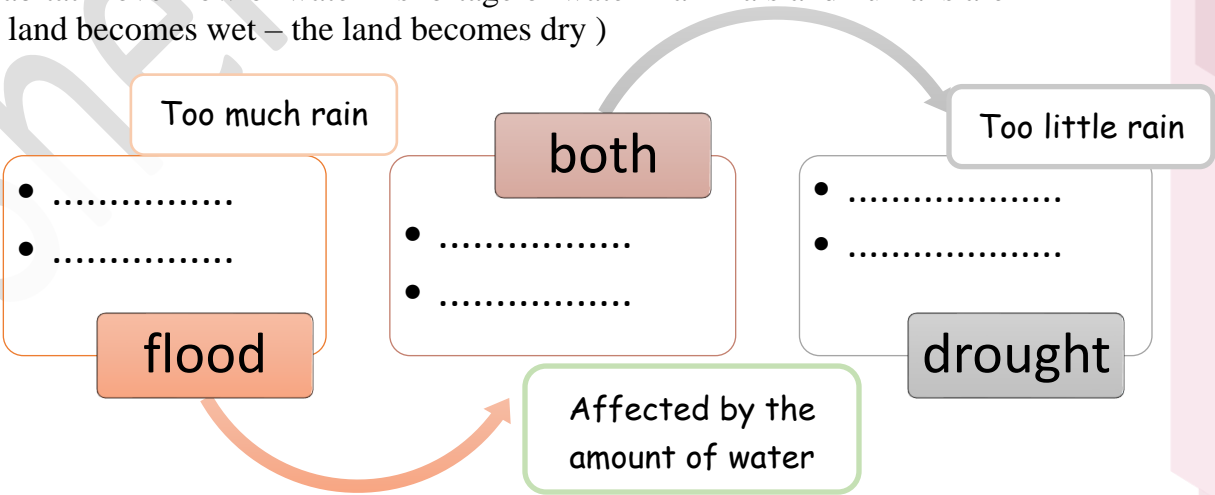 land becomes wet – the land becomes dry )
Too much rain
both
Too little rain
• ................
• ................
• .................
• .................
• ...................
• ...................
flood
drought
Affected by the
amount of water